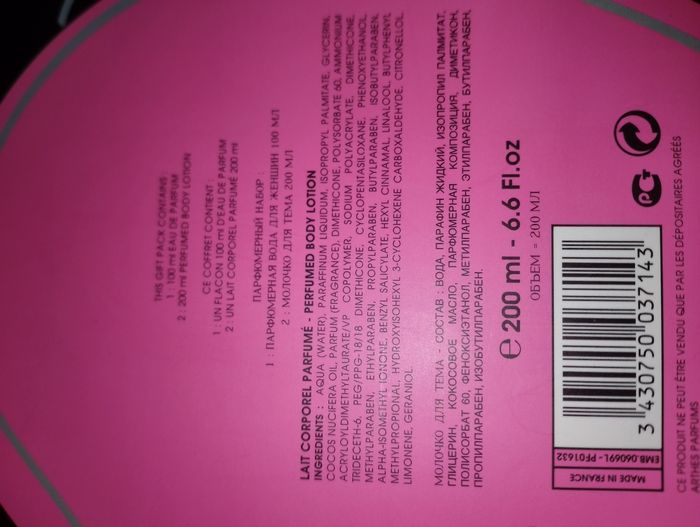 THIS GIFT PACK CONTAINS :
1 : 100 ml EAU DE PARFUM
2 : 200 ml PERFUMED BODY LOTION
CE COFFRET CONTIENT :
1 : UN FLACON 100 ml D'EAU DE PARFUM
2 : UN LAIT CORPOREL PARFUMÉ 200 ml
ПАРФЮМЕРНЫЙ НАБОР :
1 : ПАРФЮМЕРНАЯ ВОДА ДЛЯ ЖЕНЩИН 100 МЛ
2 : МОЛОЧКО ДЛЯ ТЕМА 200 МЛ
LAIT CORPOREL PARFUMÉ - PERFUMED BODY LOTION
INGREDIENTS : AQUA (WATER), PARAFFINUM LIQUIDUM, ISOPROPYL PALMITATE, GLYCERIN,
COCOS NUCIFERA OIL, PARFUM (FRAGRANCE), DIMETHICONE, POLYSORBATE 60, AMMONIUM
ACRYLOYLDIMETHYLTAURATE/VP COPOLYMER, SODIUM POLYACRYLATE, DIMETHICONE,
TRIDECETH-6, PEG/PPG-18/18 DIMETHICONE, CYCLOPENTASILOXANE, PHENOXYETHANOL,
METHYLPARABEN, ETHYLPARABEN, PROPYLPARABEN, BUTYLPARABEN, ISOBUTYLPARABEN,
ALPHA-ISOMETHYL IONONE, BENZYL SALICYLATE, HEXYL CINNAMAL, LINALOOL, BUTYLPHENYL
METHYLPROPIONAL, HYDROXYISOHEXYL 3-CYCLOHEXENE CARBOXALDEHYDE, CITRONELLOL,
LIMONENE, GERANIOL.
МОЛОЧКО ДЛЯ ТЕМА - СОСТАВ : ВОДА, ПАРАФИН ЖИДКИЙ, ИЗОПРОПИЛ ПАЛМИТАТ,
ГЛИЦЕРИН, КОКОСОВОЕ МАСЛО, ПАРФЮМЕРНАЯ КОМПОЗИЦИЯ, ДИМЕТИКОН,
ПОЛИСОРБАТ 60, ФЕНОКСИЭТАНОЛ, МЕТИЛПАРАБЕН, ЭТИЛПАРАБЕН, БУТИЛПАРАБЕН,
ПРОПИЛПАРАБЕН, ИЗОБУТИЛПАРАБЕН.
e 200 ml - 6.6 Fl.oz
ОБЪЕМ = 200 МЛ
РСТ
3 430750 037143
EMB.06069L - PF01632
MADE IN FRANCE
CE PRODUIT NE PEUT ÊTRE VENDU QUE PAR LES DÉPOSITAIRES AGRÉÉS
ARTHES PARFUMS